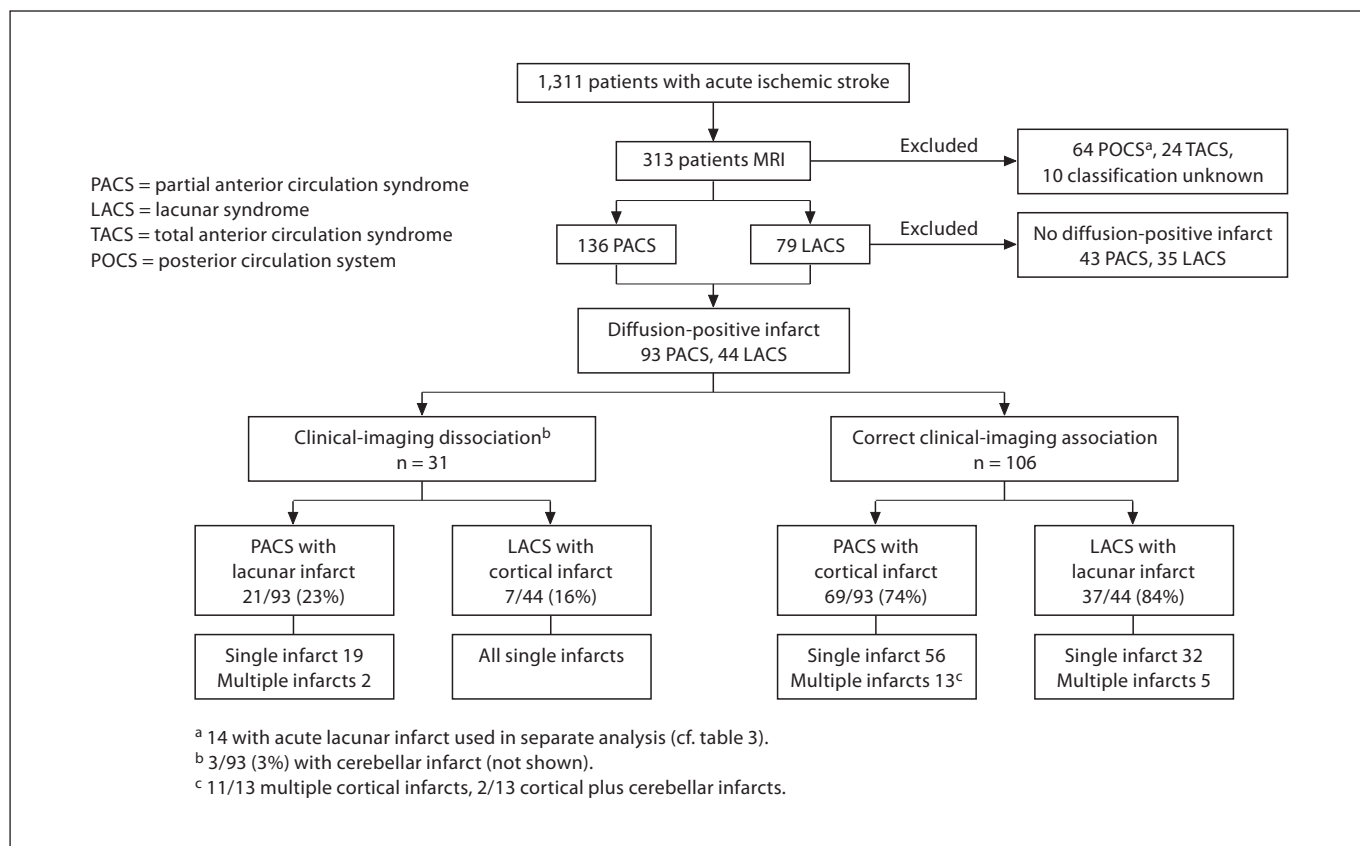 1,311 patients with acute ischemic stroke
313 patients MRI
Excluded
64 POCSa, 24 TACS,
10 classification unknown
PACS = partial anterior circulation syndrome
LACS = lacunar syndrome
TACS = total anterior circulation syndrome
POCS = posterior circulation system
136 PACS
79 LACS
Excluded
No diffusion-positive infarct
43 PACS, 35 LACS
Diffusion-positive infarct
93 PACS, 44 LACS
Clinical-imaging dissociationb
n = 31
Correct clinical-imaging association
n = 106
PACS with
lacunar infarct
21/93 (23%)
LACS with
cortical infarct
7/44 (16%)
PACS with
cortical infarct
69/93 (74%)
LACS with
lacunar infarct
37/44 (84%)
Single infarct 19
Multiple infarcts 2
All single infarcts
Single infarct 56
Multiple infarcts 13c
Single infarct 32
Multiple infarcts 5
a 14 with acute lacunar infarct used in separate analysis (cf. table 3).
b 3/93 (3%) with cerebellar infarct (not shown).
c 11/13 multiple cortical infarcts, 2/13 cortical plus cerebellar infarcts.